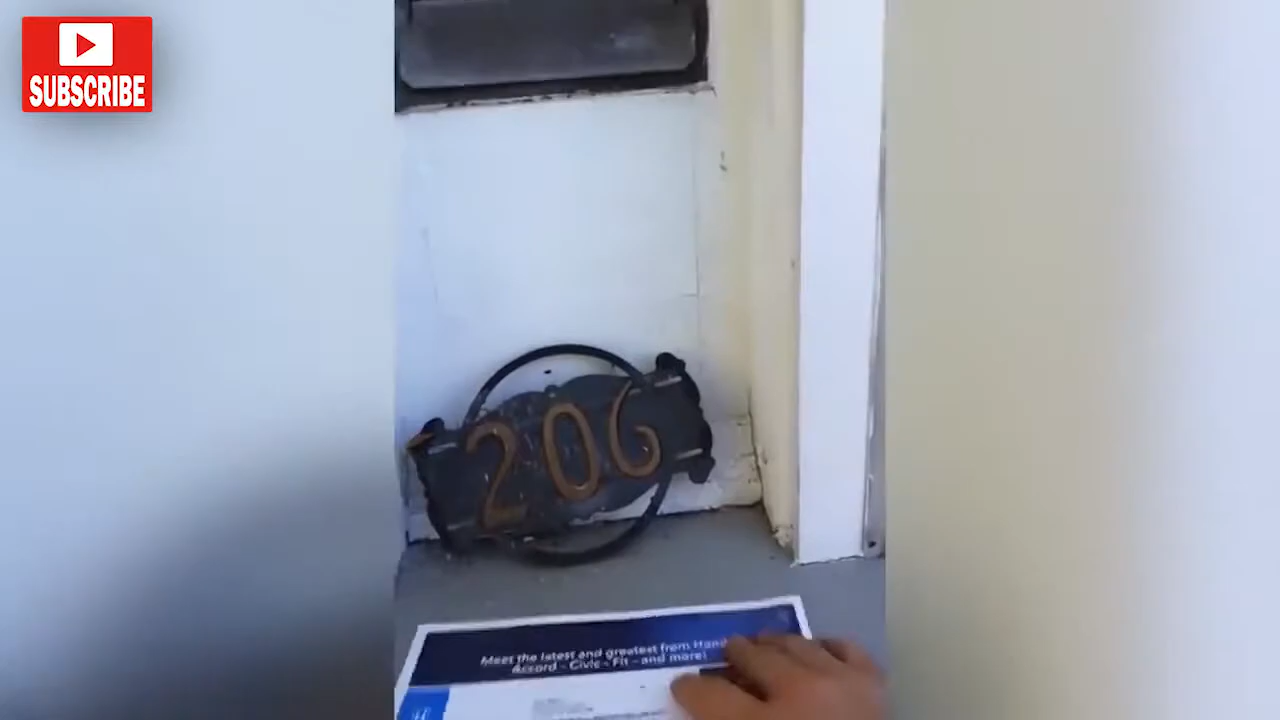 SUBSCRIBE
206
Meet the latest and greatest from
Accord - Civic - Fit - and more!